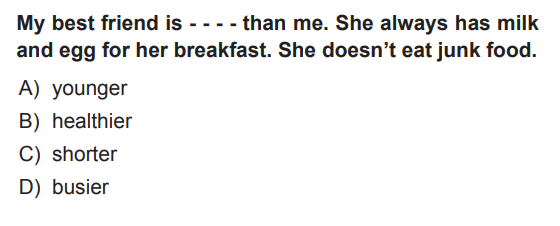 My best friend is - - - - than me. She always has milk
and egg for her breakfast. She doesn’t eat junk food.
A) younger
B) healthier
C) shorter
D) busier